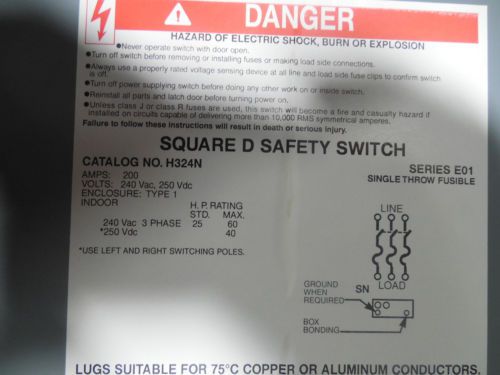 DANGER
HAZARD OF ELECTRIC SHOCK, BURN OR EXPLOSION
●Never operate switch with door open.
●Turn off switch before removing or installing fuses or making load side connections.
●Always use a properly rated voltage sensing device at all line and load side fuse clips to confirm switch
is off.
●Turn off power supplying switch before doing any other work on or inside switch.
●Reinstall all parts and latch door before turning power on.
●Unless class J or class R fuses are used, this switch will become a fire and casualty hazard if
installed on circuits capable of delivering more than 10,000 RMS symmetrical amperes.
Failure to follow these instructions will result in death or serious injury.
SQUARE D SAFETY SWITCH
CATALOG NO. H324N
SERIES E01
AMPS: 200
SINGLE THROW FUSIBLE
VOLTS: 240 Vac, 250 Vdc
ENCLOSURE: TYPE 1
INDOOR
H. P. RATING
STD. MAX.
240 Vac 3 PHASE 25 60
*250 Vdc 40
*USE LEFT AND RIGHT SWITCHING POLES.
LINE
LOAD
GROUND
WHEN
REQUIRED
SN
BOX
BONDING
LUGS SUITABLE FOR 75°C COPPER OR ALUMINUM CONDUCTORS.